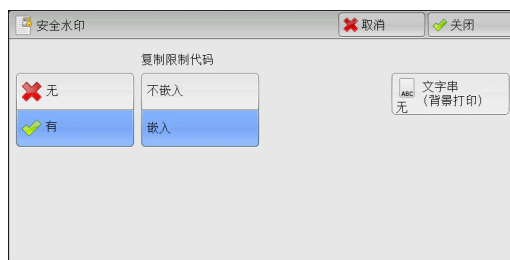 安全水印
取消
关闭
复制限制代码
无
有
不嵌入
嵌入
ABC
无
文字串
(背景打印)